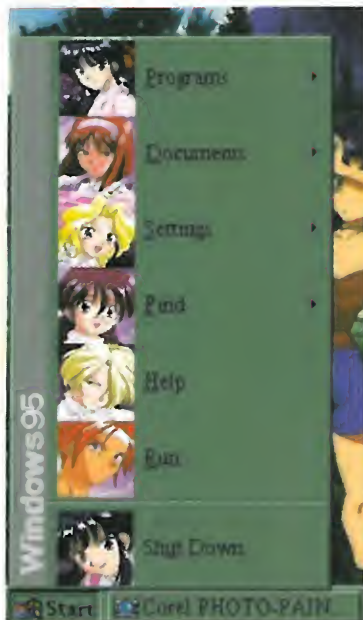 Programs
Documents
Settings
Find
Help
Run
Shut Down
Windows95
Start
Corel PHOTO-PAIN...